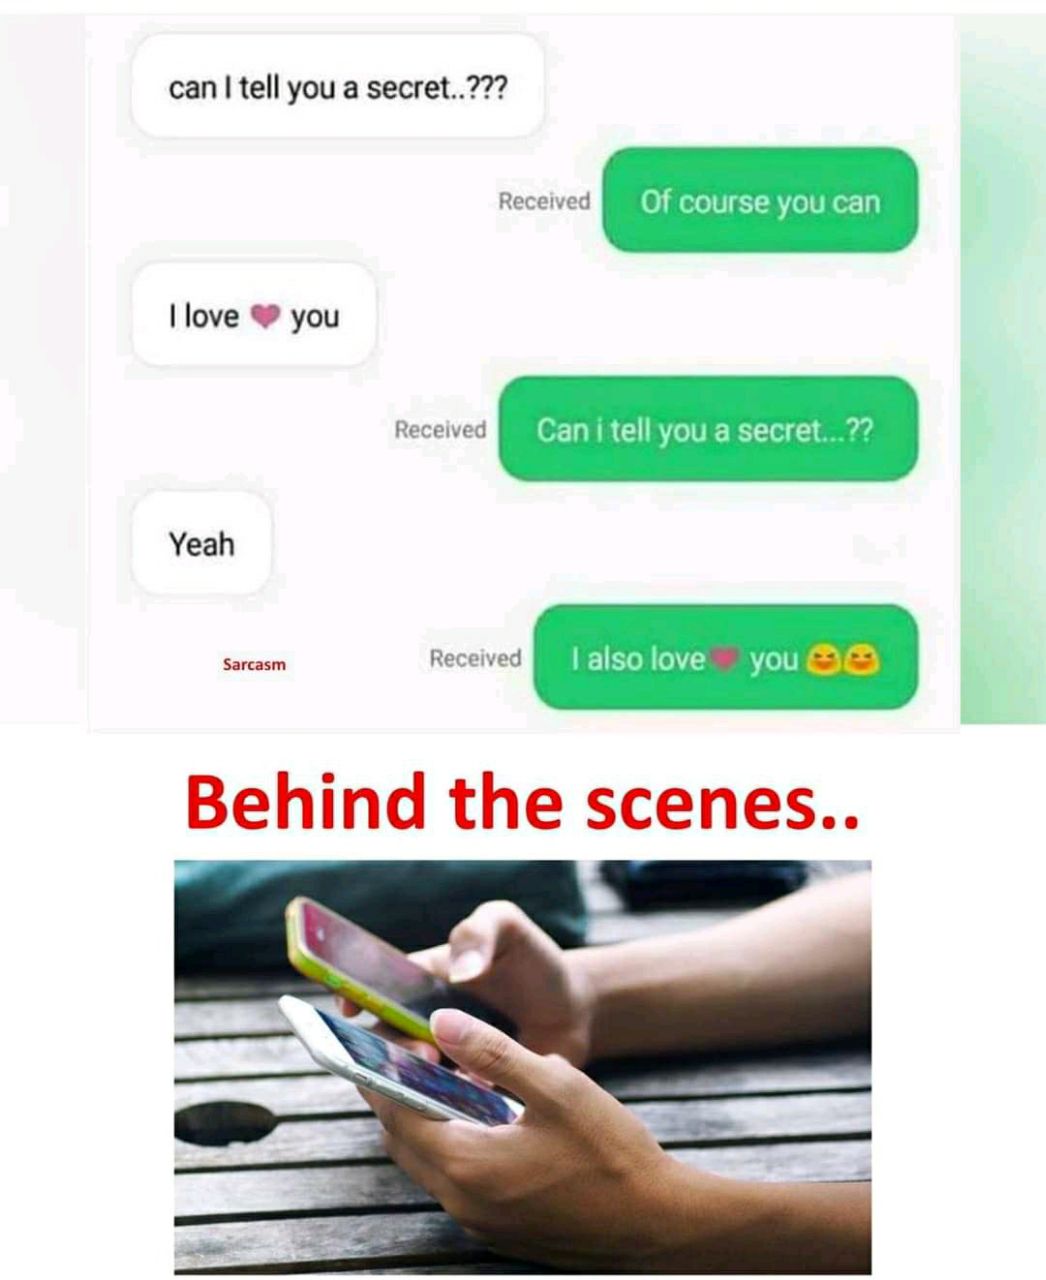 can I tell you a secret..???
Received Of course you can
I love 💗 you
Received Can i tell you a secret...??
Yeah
Sarcasm
Received I also love💗 you 😆😆
Behind the scenes..